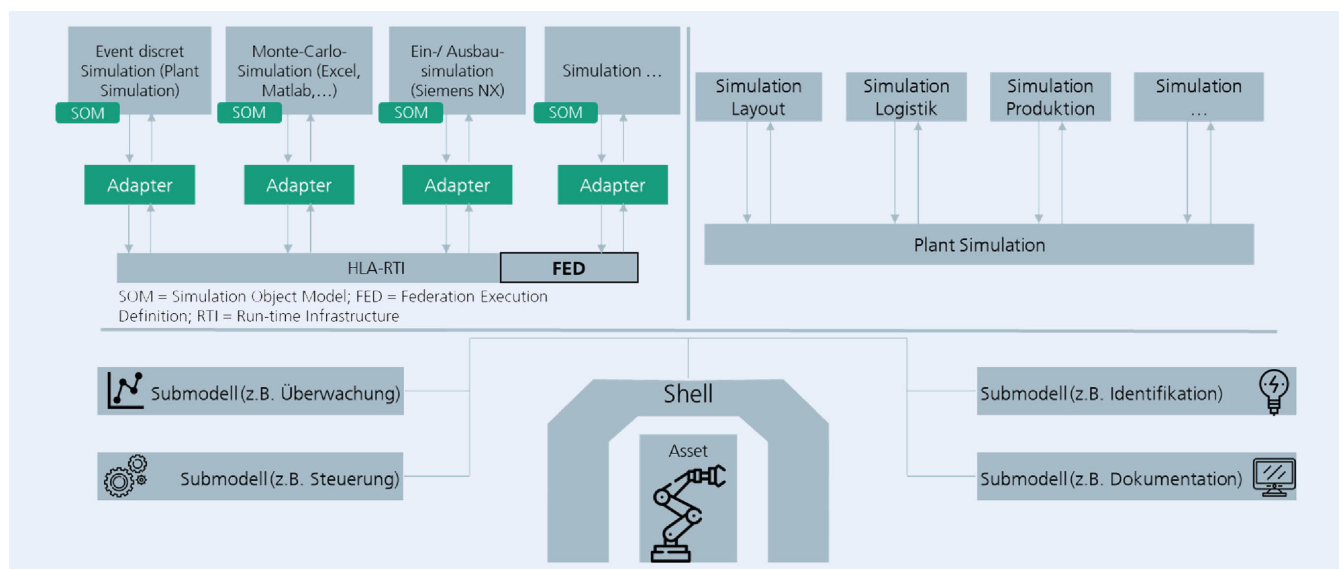 Event discret
Simulation (Plant
Simulation)
SOM
Monte-Carlo-
Simulation (Excel,
Matlab,...)
SOM
Ein-/ Ausbau-
simulation
(Siemens NX)
SOM
Simulation ...
SOM
Adapter
Adapter
Adapter
Adapter
HLA-RTI
FED
SOM = Simulation Object Model; FED = Federation Execution
Definition; RTI = Run-time Infrastructure
Simulation
Layout
Simulation
Logistik
Simulation
Produktion
Simulation
...
Plant Simulation
Submodell(z.B. Überwachung)
Submodell(z.B. Steuerung)
Shell
Asset
Submodell(z.B. Identifikation)
Submodell(z.B. Dokumentation)